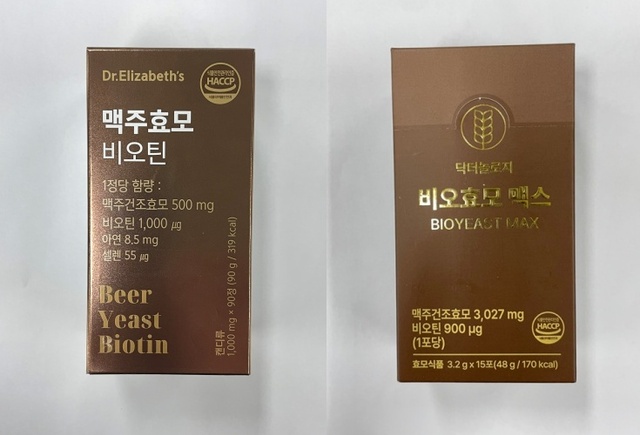 Dr.Elizabeth's
HACCP
맥주효모
비오틴
1정당 함량 :
맥주건조효모 500 mg
비오틴 1,000 ㎍
아연 8.5 mg
셀렌 55 ㎍
Beer
Yeast
Biotin
캔디류
1,000 mg × 90정 (90 g / 319 kcal)
닥터놀로지
비오효모 맥스
BIOYEAST MAX
맥주건조효모 3,027 mg
비오틴 900 μg
(1포당)
HACCP
효모식품 3.2 g x 15포(48 g / 170 kcal)